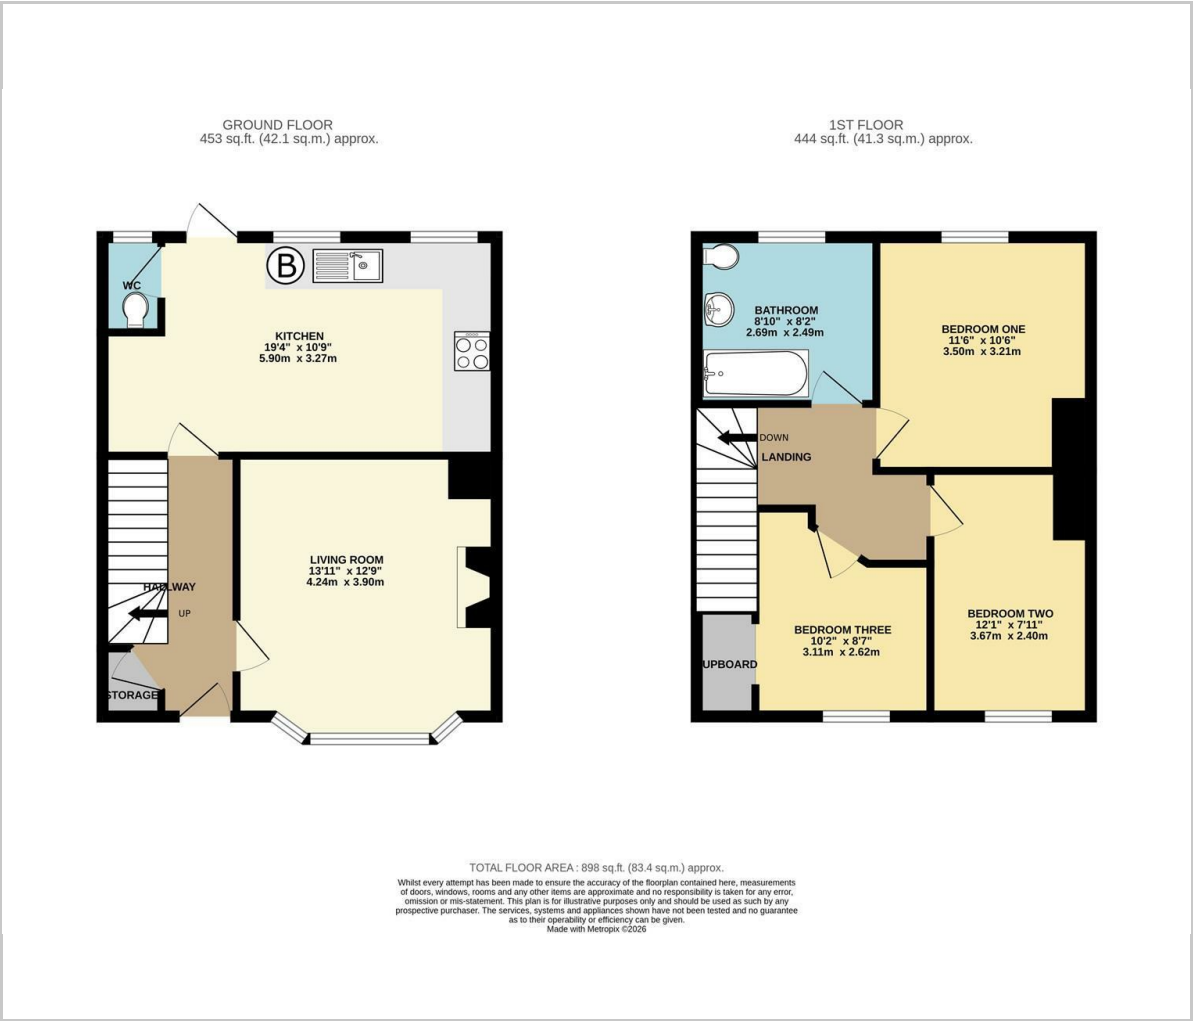 GROUND FLOOR
453 sq.ft. (42.1 sq.m.) approx.
1ST FLOOR
444 sq.ft. (41.3 sq.m.) approx.
WC
B
KITCHEN
19'4" x 10'9"
5.90m x 3.27m
HALLWAY
UP
STORAGE
LIVING ROOM
13'11" x 12'9"
4.24m x 3.90m
BATHROOM
8'10" x 8'2"
2.69m x 2.49m
BEDROOM ONE
11'6" x 10'6"
3.50m x 3.21m
DOWN
LANDING
BEDROOM TWO
12'1" x 7'11"
3.67m x 2.40m
BEDROOM THREE
10'2" x 8'7"
3.11m x 2.62m
UPBOARD
TOTAL FLOOR AREA : 898 sq.ft. (83.4 sq.m.) approx.
Whilst every attempt has been made to ensure the accuracy of the floorplan contained here, measurements
of doors, windows, rooms and any other items are approximate and no responsibility is taken for any error,
omission or mis-statement. This plan is for illustrative purposes only and should be used as such by any
prospective purchaser. The services, systems and appliances shown have not been tested and no guarantee
as to their operability or efficiency can be given.
Made with Metropix ©2026